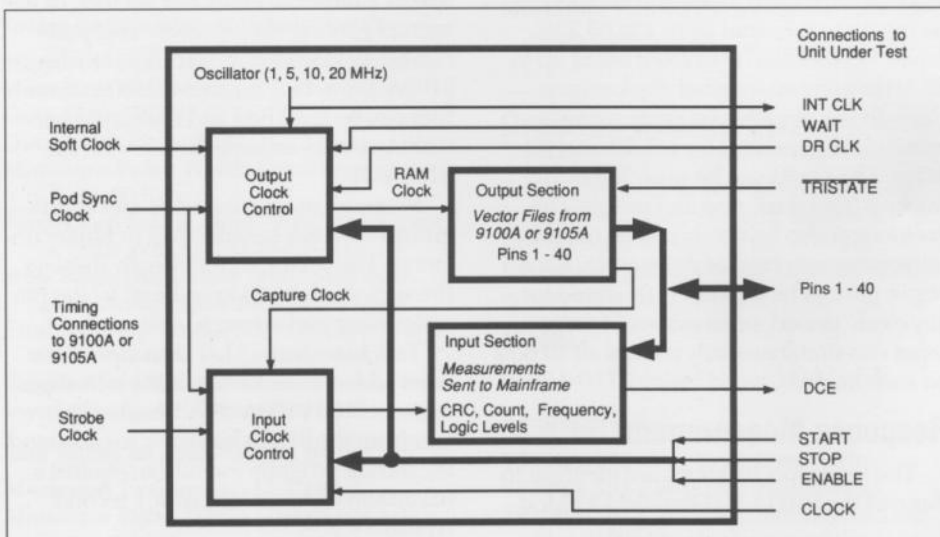 Connections to
Unit Under Test
Oscillator (1, 5, 10, 20 MHz)
INT CLK
WAIT
DR CLK
Internal
Soft Clock
Output
Clock
Control
RAM
Clock
Output Section
Vector Files from
9100A or 9105A
Pins 1 - 40
TRISTATE
Pod Sync
Clock
Pins 1 - 40
Capture Clock
Timing
Connections
to 9100A or
9105A
Input Section
Measurements
Sent to Mainframe
CRC, Count, Frequency,
Logic Levels
DCE
Strobe
Clock
Input
Clock
Control
START
STOP
ENABLE
CLOCK